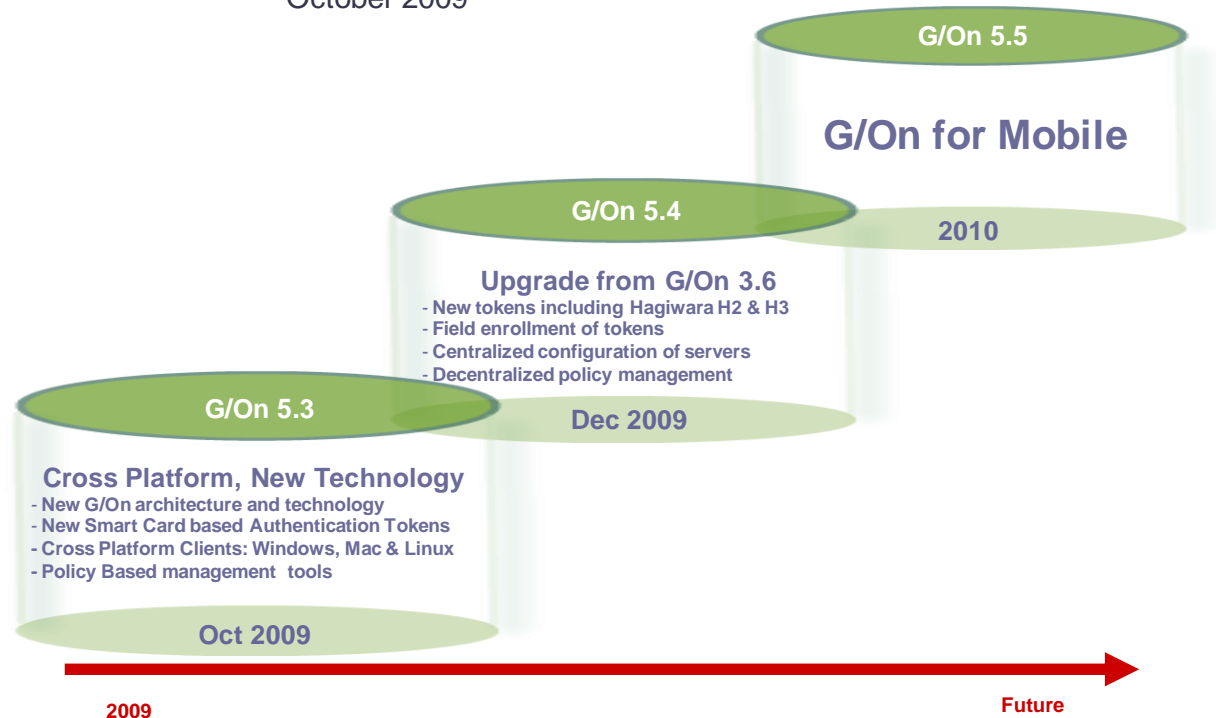 October 2009
G/On 5.5
G/On for Mobile
2010
G/On 5.4
Upgrade from G/On 3.6
- New tokens including Hagiwara H2 & H3
- Field enrollment of tokens
- Centralized configuration of servers
- Decentralized policy management
Dec 2009
G/On 5.3
Cross Platform, New Technology
- New G/On architecture and technology
- New Smart Card based Authentication Tokens
- Cross Platform Clients: Windows, Mac & Linux
- Policy Based management tools
Oct 2009
2009
Future